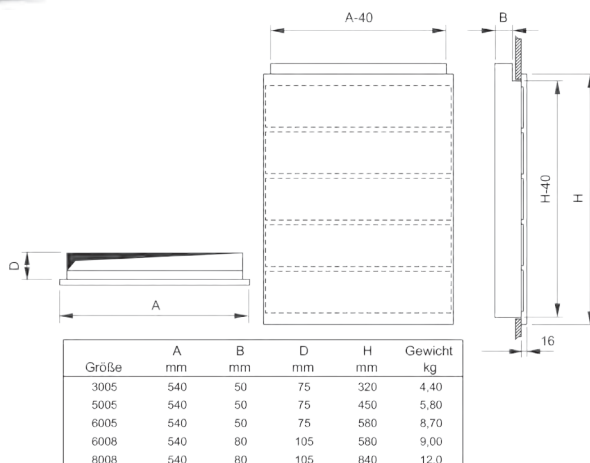 A-40
B
D
A
H-40
H
16
A B D H Gewicht
Größe mm mm mm mm kg
3005 540 50 75 320 4,40
5005 540 50 75 450 5,80
6005 540 50 75 580 8,70
6008 540 80 105 580 9,00
8008 540 80 105 840 12,0